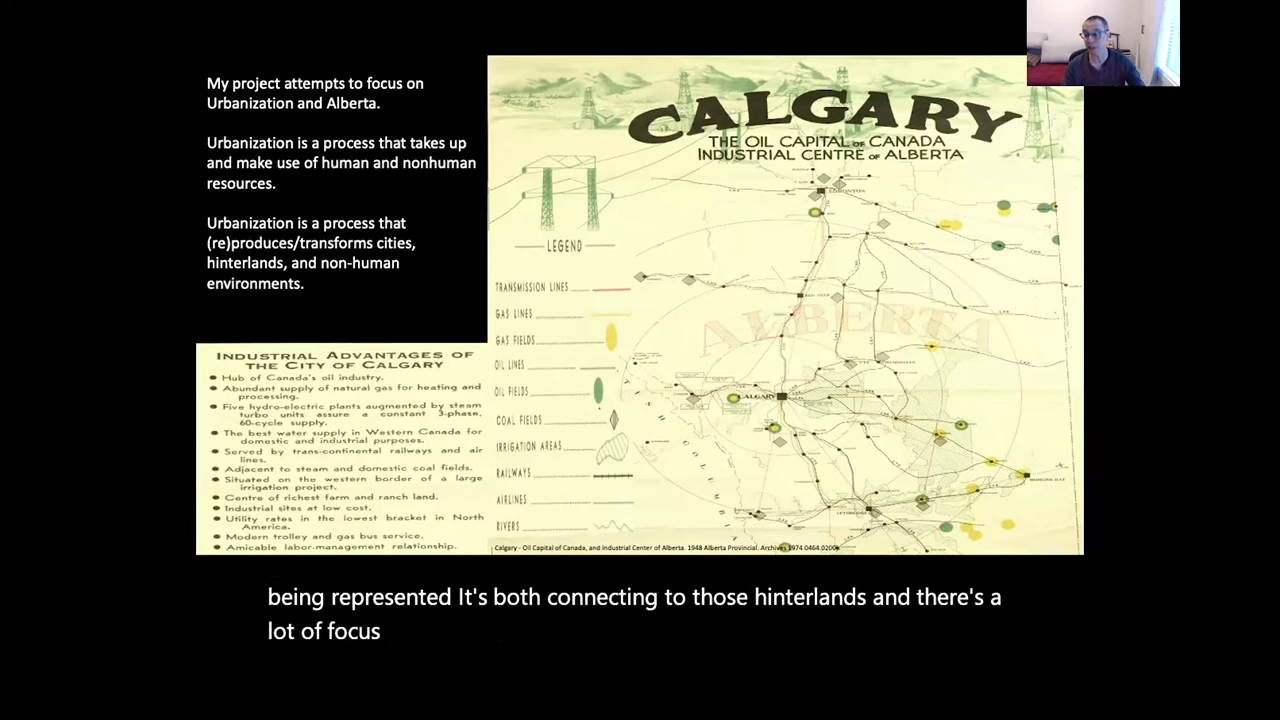 My project attempts to focus on
Urbanization and Alberta.
Urbanization is a process that takes up
and make use of human and nonhuman
resources.
Urbanization is a process that
(re)produces/transforms cities,
hinterlands, and non-human
environments.
CALGARY
THE OIL CAPITAL OF CANADA
INDUSTRIAL CENTRE OF ALBERTA
EDMONTON
LEGEND
TRANSMISSION LINES
GAS LINES
GAS FIELDS
OIL LINES
OIL FIELDS
COAL FIELDS
IRRIGATION AREAS
RAILWAYS
AIRLINES
RIVERS
RED DEER
ALBERTA
CALGARY
MEDICINE HAT
INDUSTRIAL ADVANTAGES OF
THE CITY OF CALGARY
• Hub of Canada's oil industry.
• Abundant supply of natural gas for heating and
processing.
• Five hydro-electric plants augmented by steam
turbo units assure a constant 3-phase,
60-cycle supply.
• The best water supply in Western Canada for
domestic and industrial purposes.
• Served by trans-continental railways and air
lines.
• Adjacent to steam and domestic coal fields.
• Situated on the western border of a large
irrigation project.
• Centre of richest farm and ranch land.
• Industrial sites at low cost.
• Utility rates in the lowest bracket in North
America.
• Modern trolley and gas bus service.
• Amicable labor-management relationship.
Calgary - Oil Capital of Canada, and Industrial Center of Alberta. 1948 Alberta Provincial. Archives 1974.0464.0200
being represented It's both connecting to those hinterlands and there's a
lot of focus